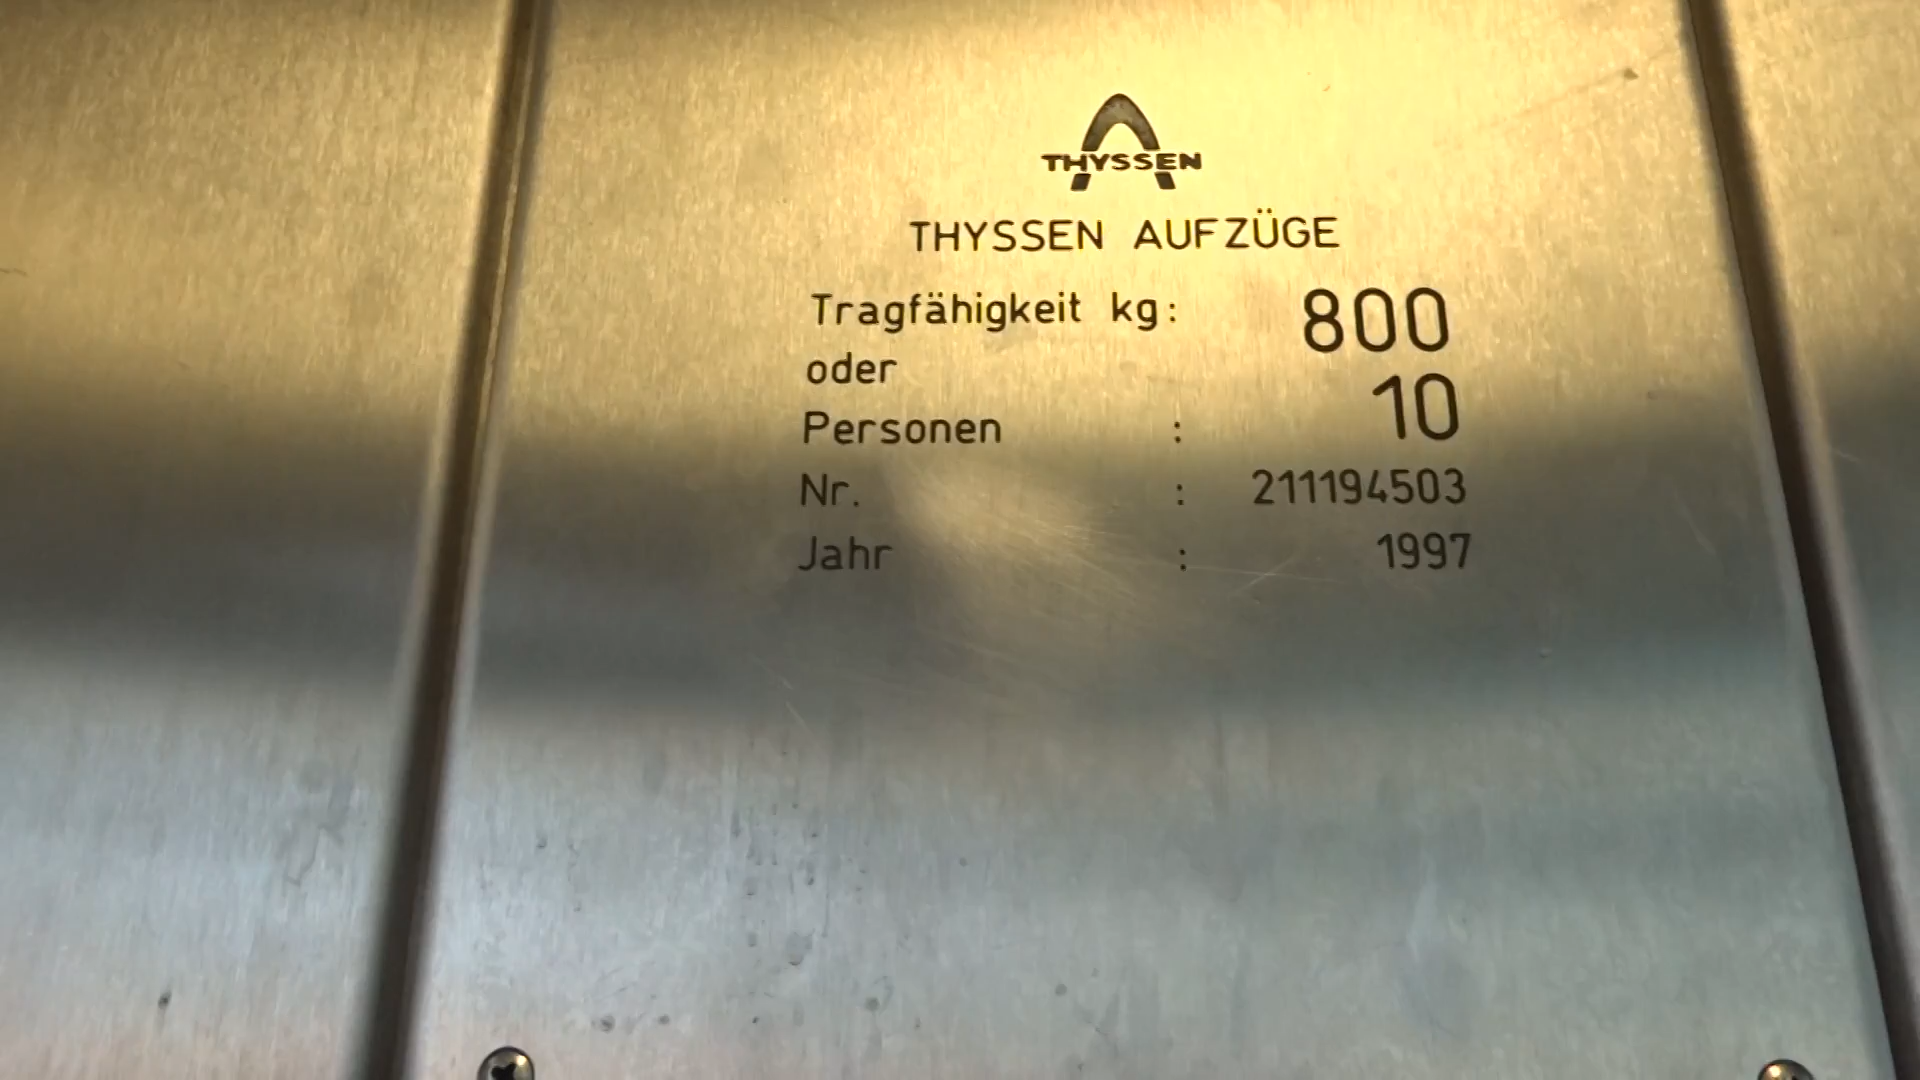 THYSSEN
THYSSEN AUFZÜGE
Tragfähigkeit kg: 800
oder
Personen : 10
Nr. : 211194503
Jahr : 1997